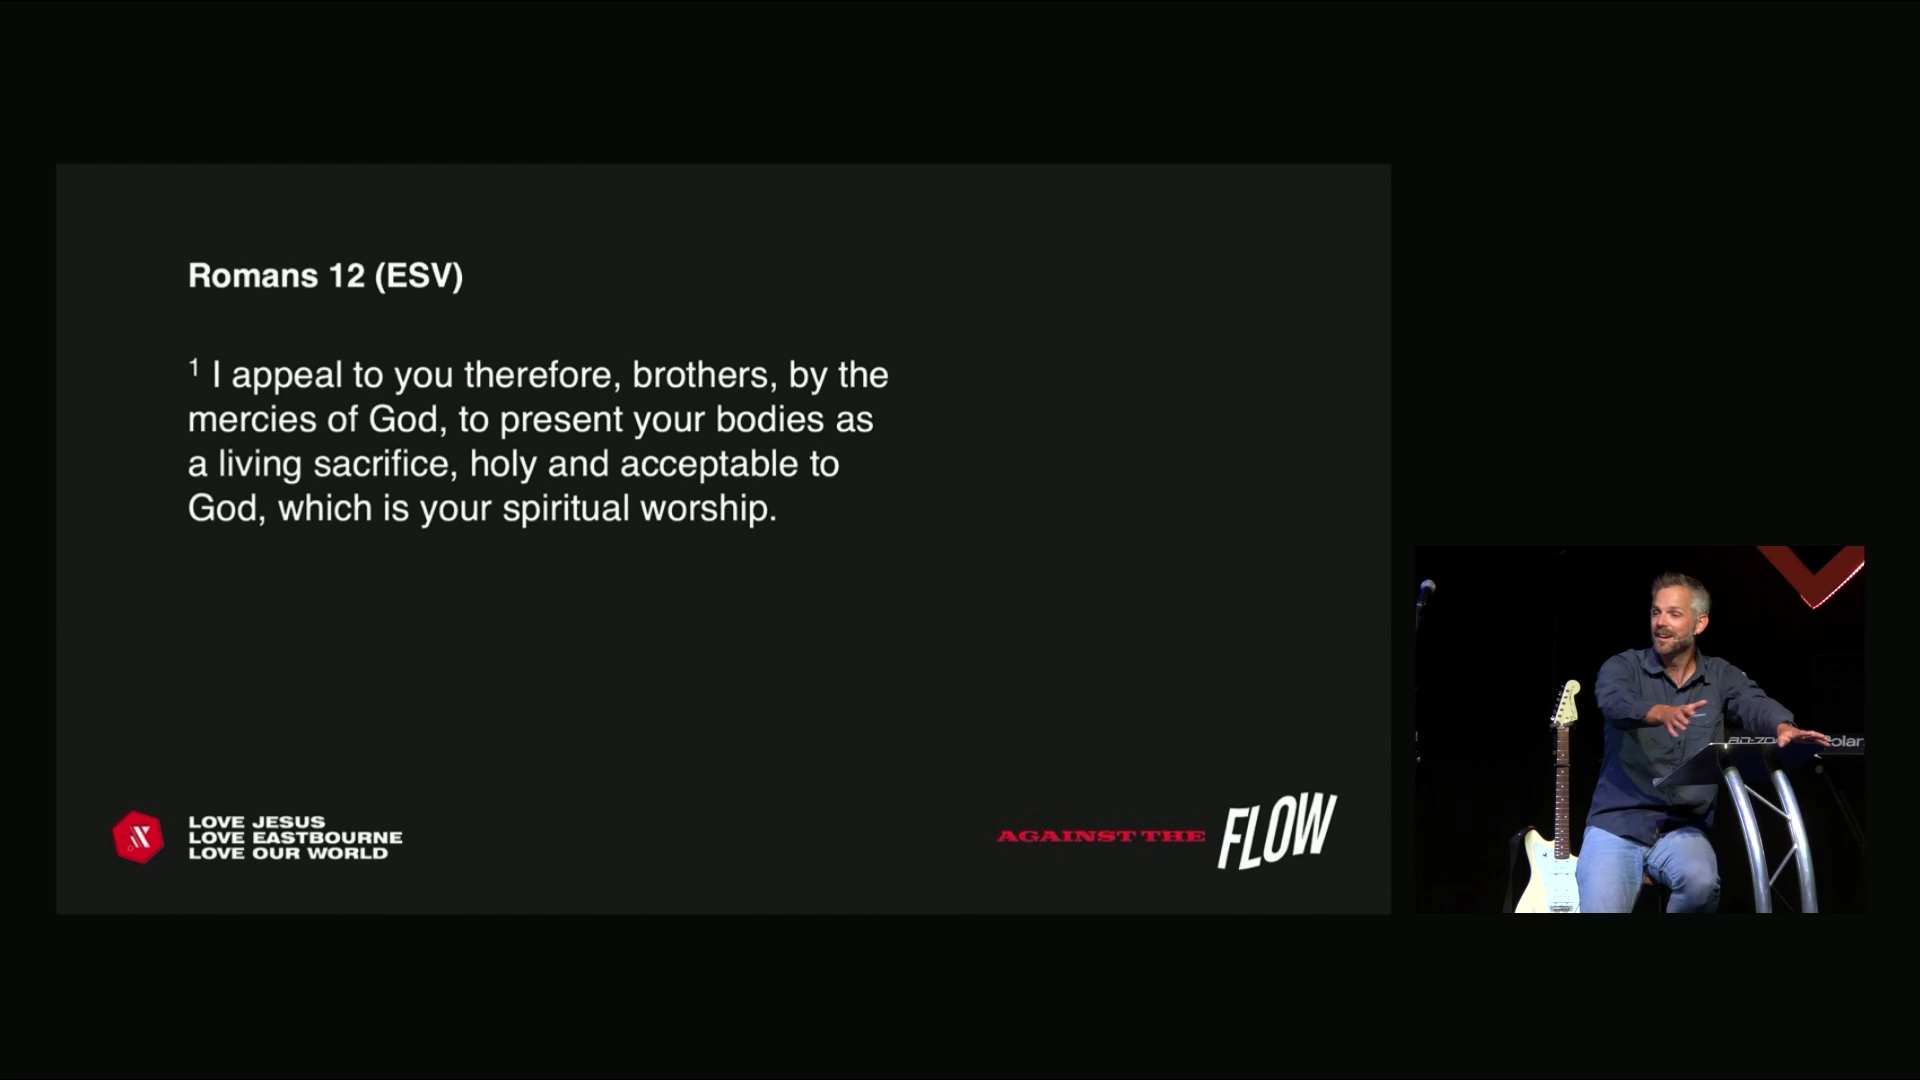 Romans 12 (ESV)
1 I appeal to you therefore, brothers, by the
mercies of God, to present your bodies as
a living sacrifice, holy and acceptable to
God, which is your spiritual worship.
LOVE JESUS
LOVE EASTBOURNE
LOVE OUR WORLD
AGAINST THE FLOW